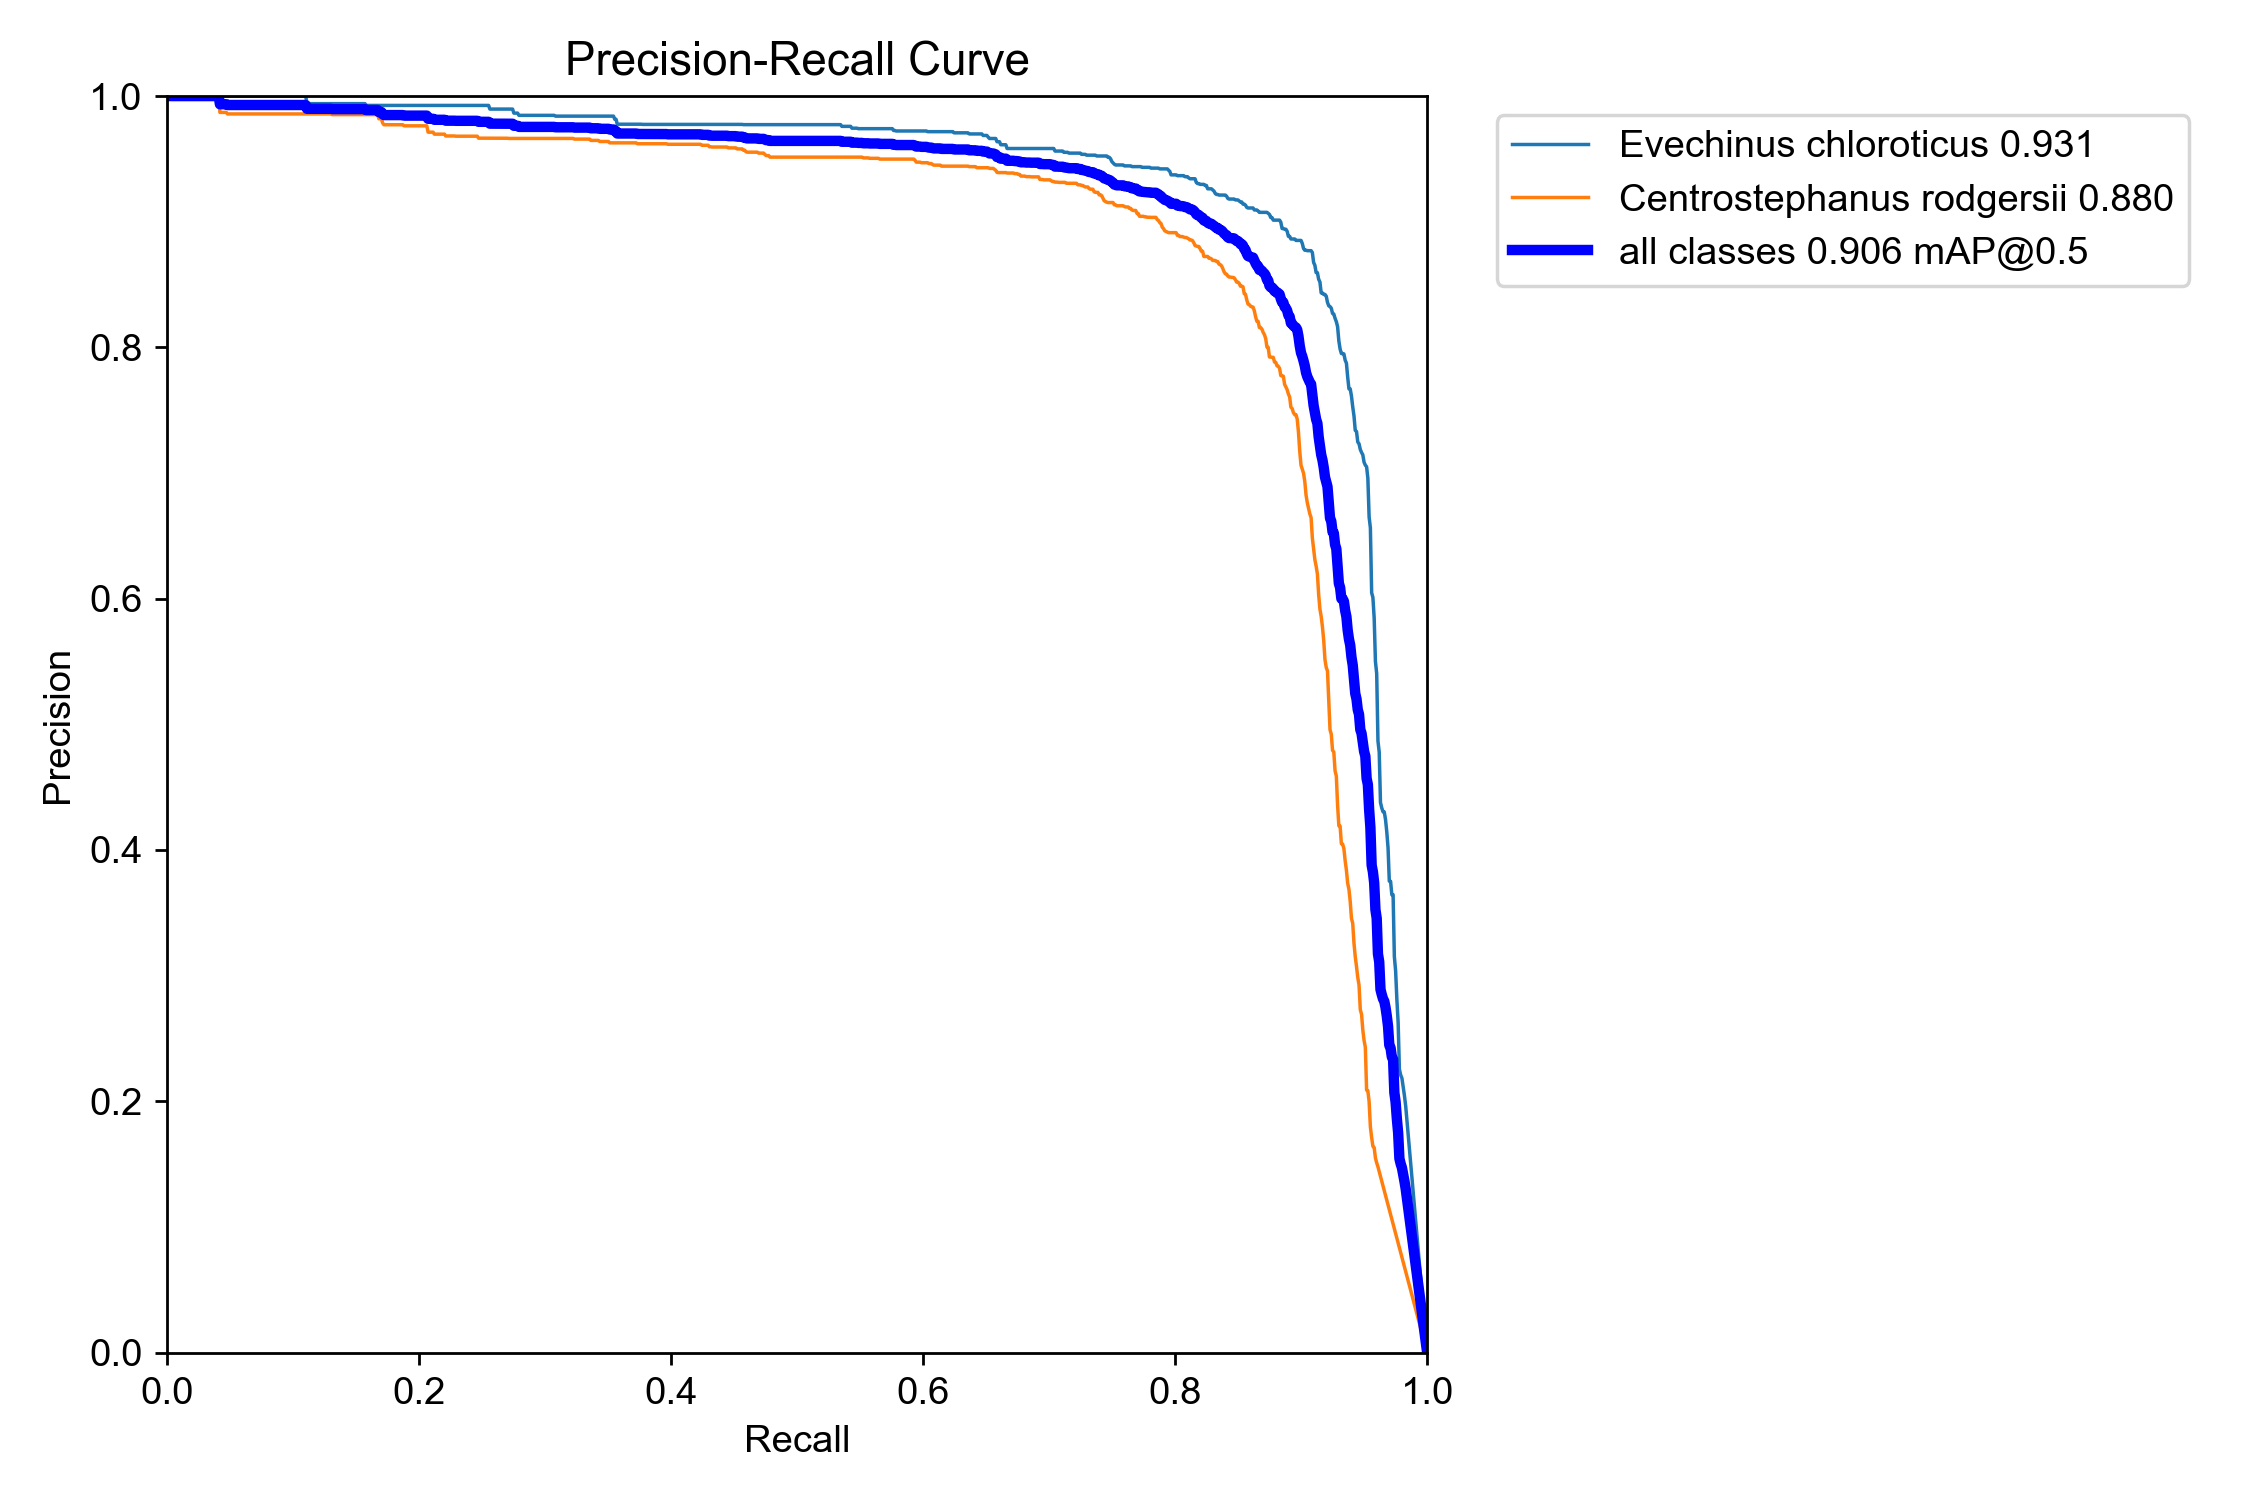 Precision-Recall Curve
1.0
0.8
0.6
0.4
0.2
0.0
Precision
0.0 0.2 0.4 0.6 0.8 1.0
Recall
Evechinus chloroticus 0.931
Centrostephanus rodgersii 0.880
all classes 0.906 mAP@0.5